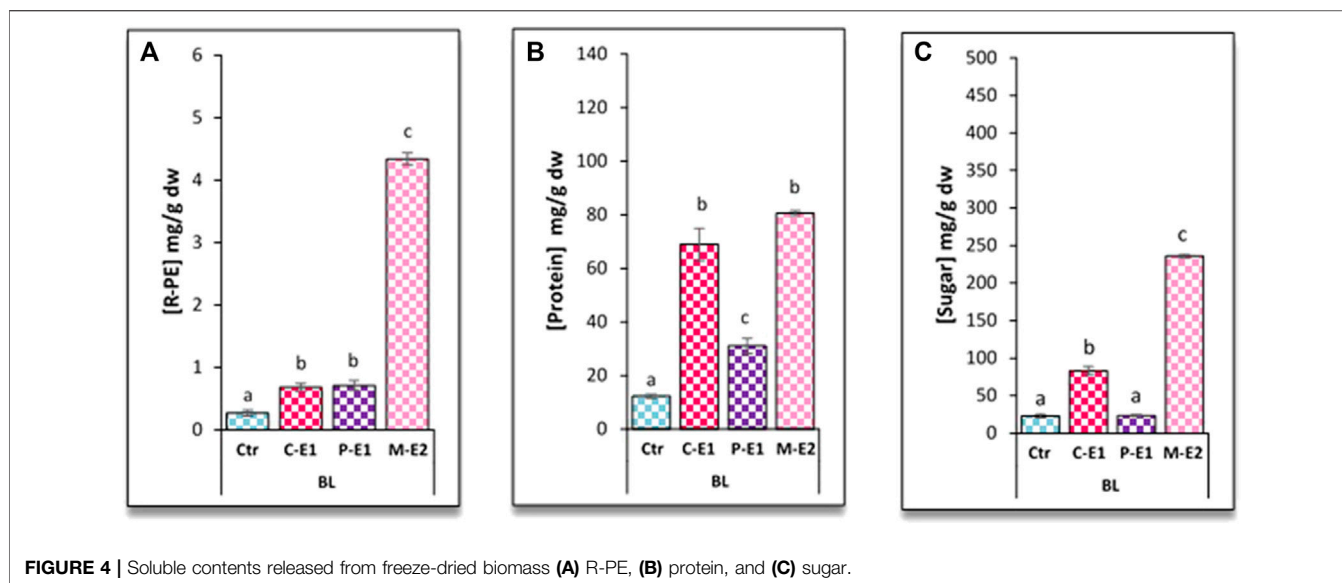 A
[R-PE] mg/g dw
6
5
4
3
2
1
0
a
b
b
c
Ctr C-E1 P-E1 M-E2
BL
B
[Protein] mg/g dw
140
120
100
80
60
40
20
0
a
b
c
b
Ctr C-E1 P-E1 M-E2
BL
C
[Sugar] mg/g dw
500
450
400
350
300
250
200
150
100
50
0
a
b
a
c
Ctr C-E1 P-E1 M-E2
BL
FIGURE 4 | Soluble contents released from freeze-dried biomass (A) R-PE, (B) protein, and (C) sugar.